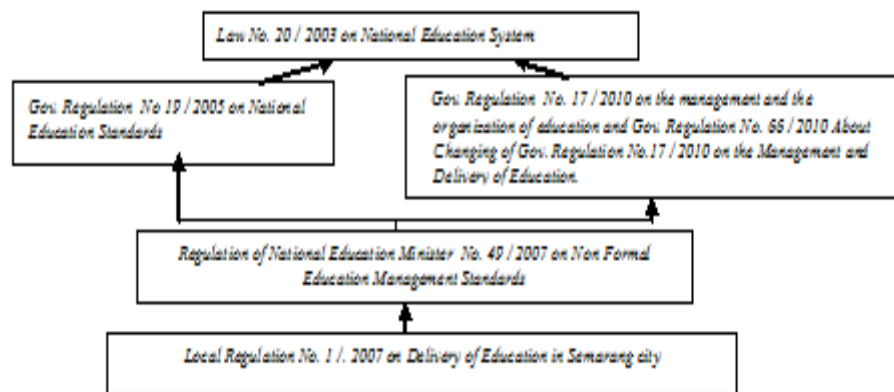 Law No. 20 / 2003 on National Education System
Gov. Regulation No 19 / 2005 on National
Education Standards
Gov. Regulation No. 17 / 2010 on the management and the
organization of education and Gov. Regulation No. 66 / 2010 About
Changing of Gov. Regulation No.17 / 2010 on the Management and
Delivery of Education.
Regulation of National Education Minister No. 49 / 2007 on Non Formal
Education Management Standards
Local Regulation No. 1 /. 2007 on Delivery of Education in Semarang city